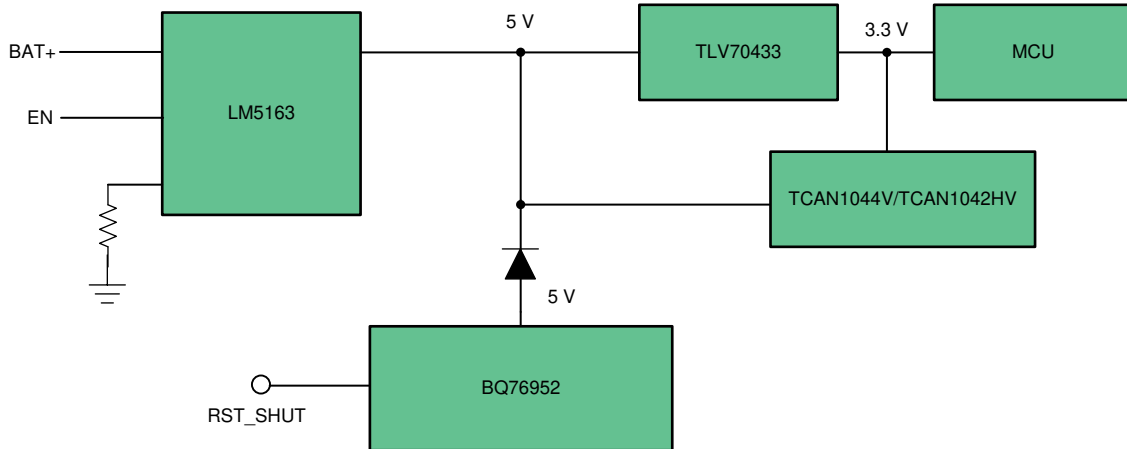 5 V
3.3 V
BAT+
TLV70433
MCU
LM5163
EN
TCAN1044V/TCAN1042HV
5 V
BQ76952
RST_SHUT